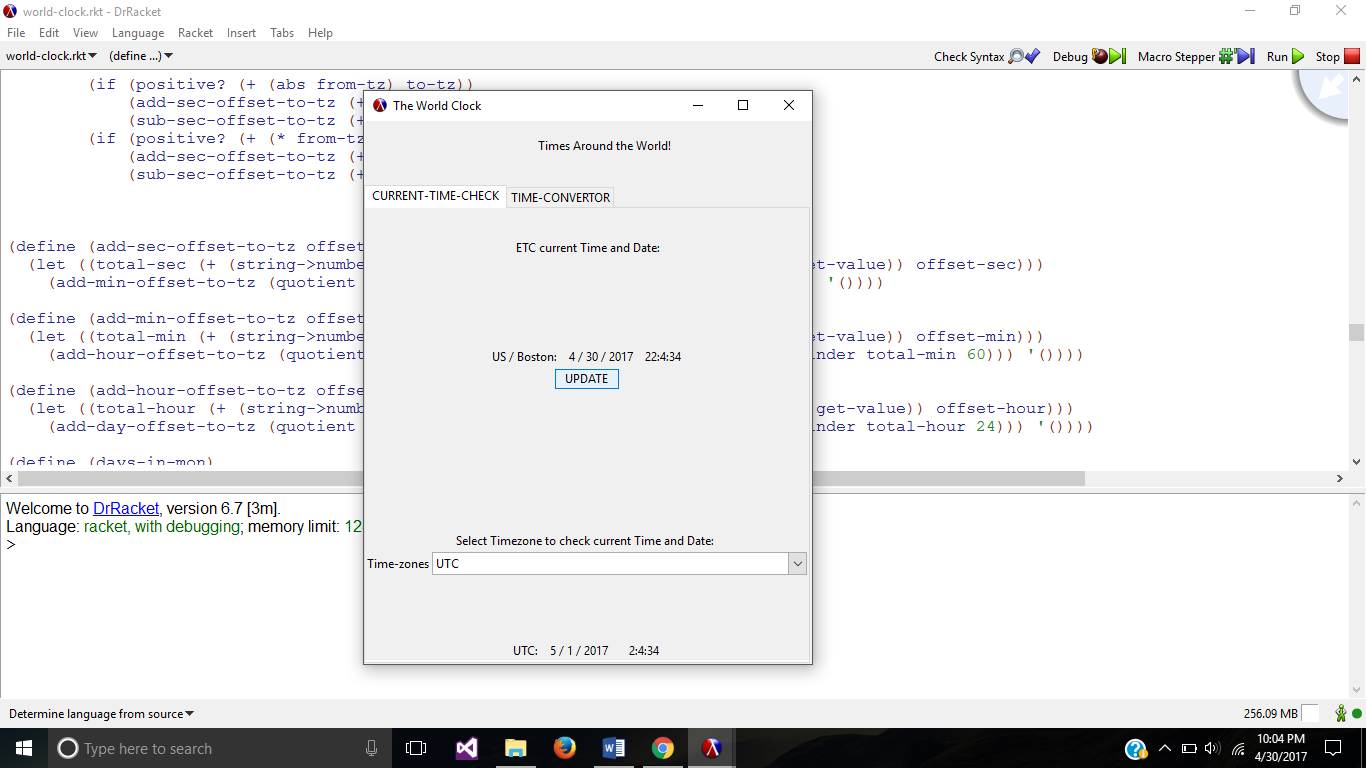 world-clock.rkt - DrRacket
File Edit View Language Racket Insert Tabs Help
world-clock.rkt (define ...) Check Syntax Debug Macro Stepper Run Stop
(if (positive? (+ (abs from-tz) to-tz))
(add-sec-offset-to-tz (+
(sub-sec-offset-to-tz (+
(if (positive? (+ (* from-tz
(add-sec-offset-to-tz (+
(sub-sec-offset-to-tz (+
(define (add-sec-offset-to-tz offset
(let ((total-sec (+ (string->numbe et-value)) offset-sec)))
(add-min-offset-to-tz (quotient '())))
(define (add-min-offset-to-tz offset
(let ((total-min (+ (string->numbe et-value)) offset-min)))
(add-hour-offset-to-tz (quotient inder total-min 60))) '())))
(define (add-hour-offset-to-tz offse
(let ((total-hour (+ (string->numb get-value)) offset-hour)))
(add-day-offset-to-tz (quotient inder total-hour 24))) '())))
(define (days-in-mon)
The World Clock
Times Around the World!
CURRENT-TIME-CHECK TIME-CONVERTOR
ETC current Time and Date:
US / Boston: 4 / 30 / 2017 22:4:34
UPDATE
Select Timezone to check current Time and Date:
Time-zones UTC
UTC: 5 / 1 / 2017 2:4:34
Welcome to DrRacket, version 6.7 [3m].
Language: racket, with debugging; memory limit: 12
>
Determine language from source 256.09 MB
Type here to search
10:04 PM
4/30/2017